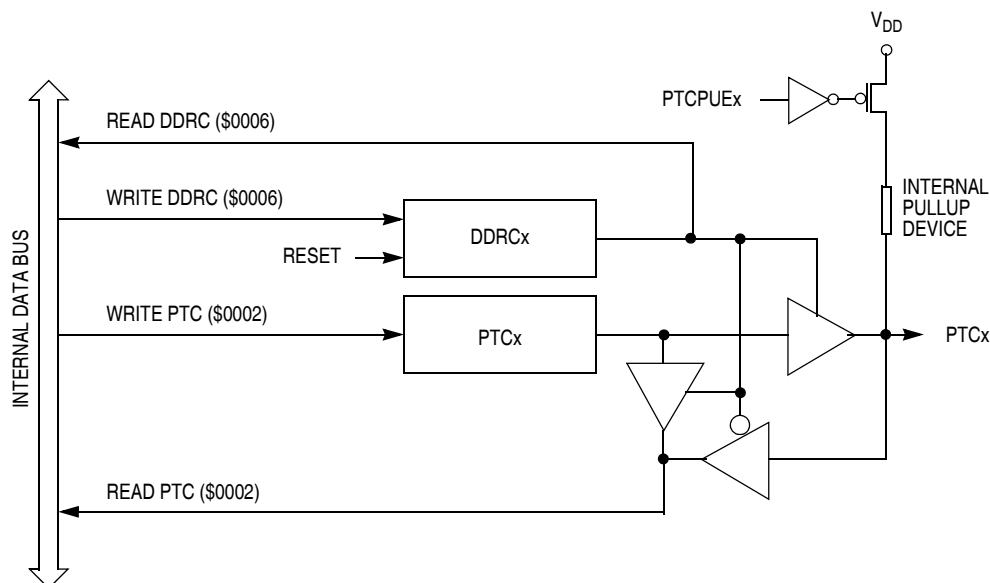 VDD
PTCPUEx
READ DDRC ($0006)
WRITE DDRC ($0006)
INTERNAL
PULLUP
DEVICE
DDRCx
RESET
WRITE PTC ($0002)
PTCx
PTCx
READ PTC ($0002)
INTERNAL DATA BUS